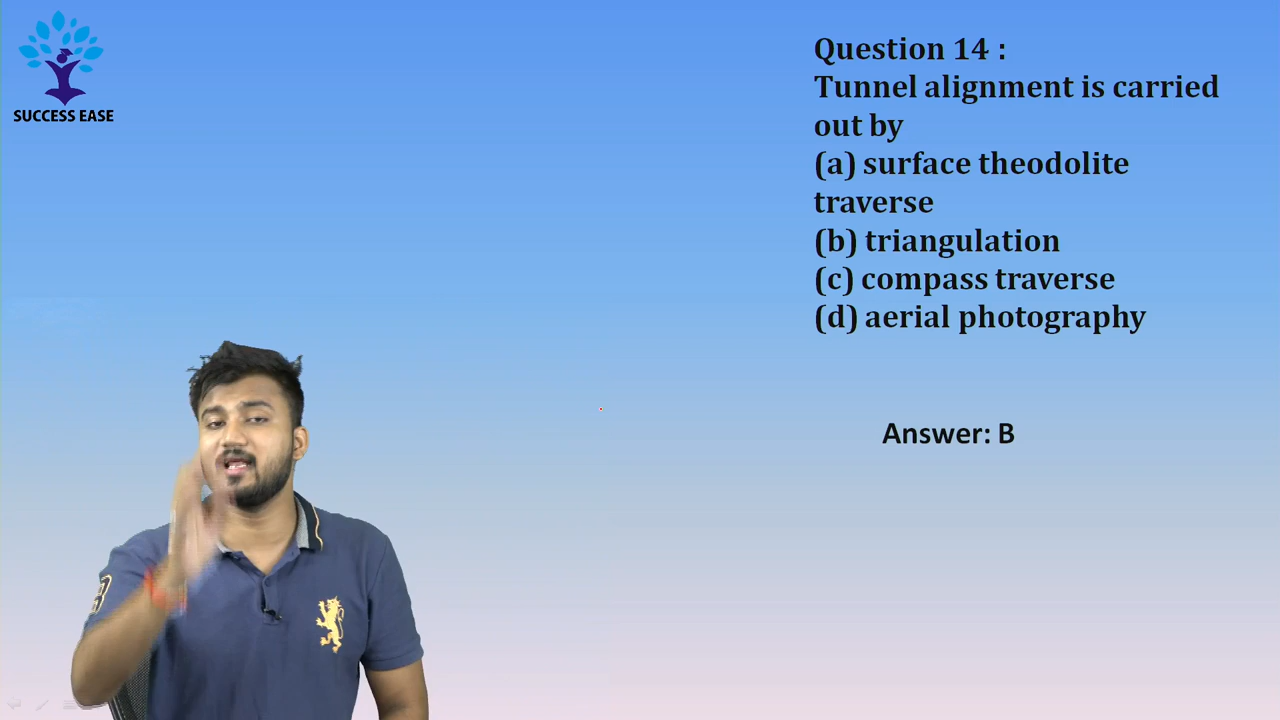 SUCCESS EASE
Question 14 :
Tunnel alignment is carried
out by
(a) surface theodolite
traverse
(b) triangulation
(c) compass traverse
(d) aerial photography
Answer: B